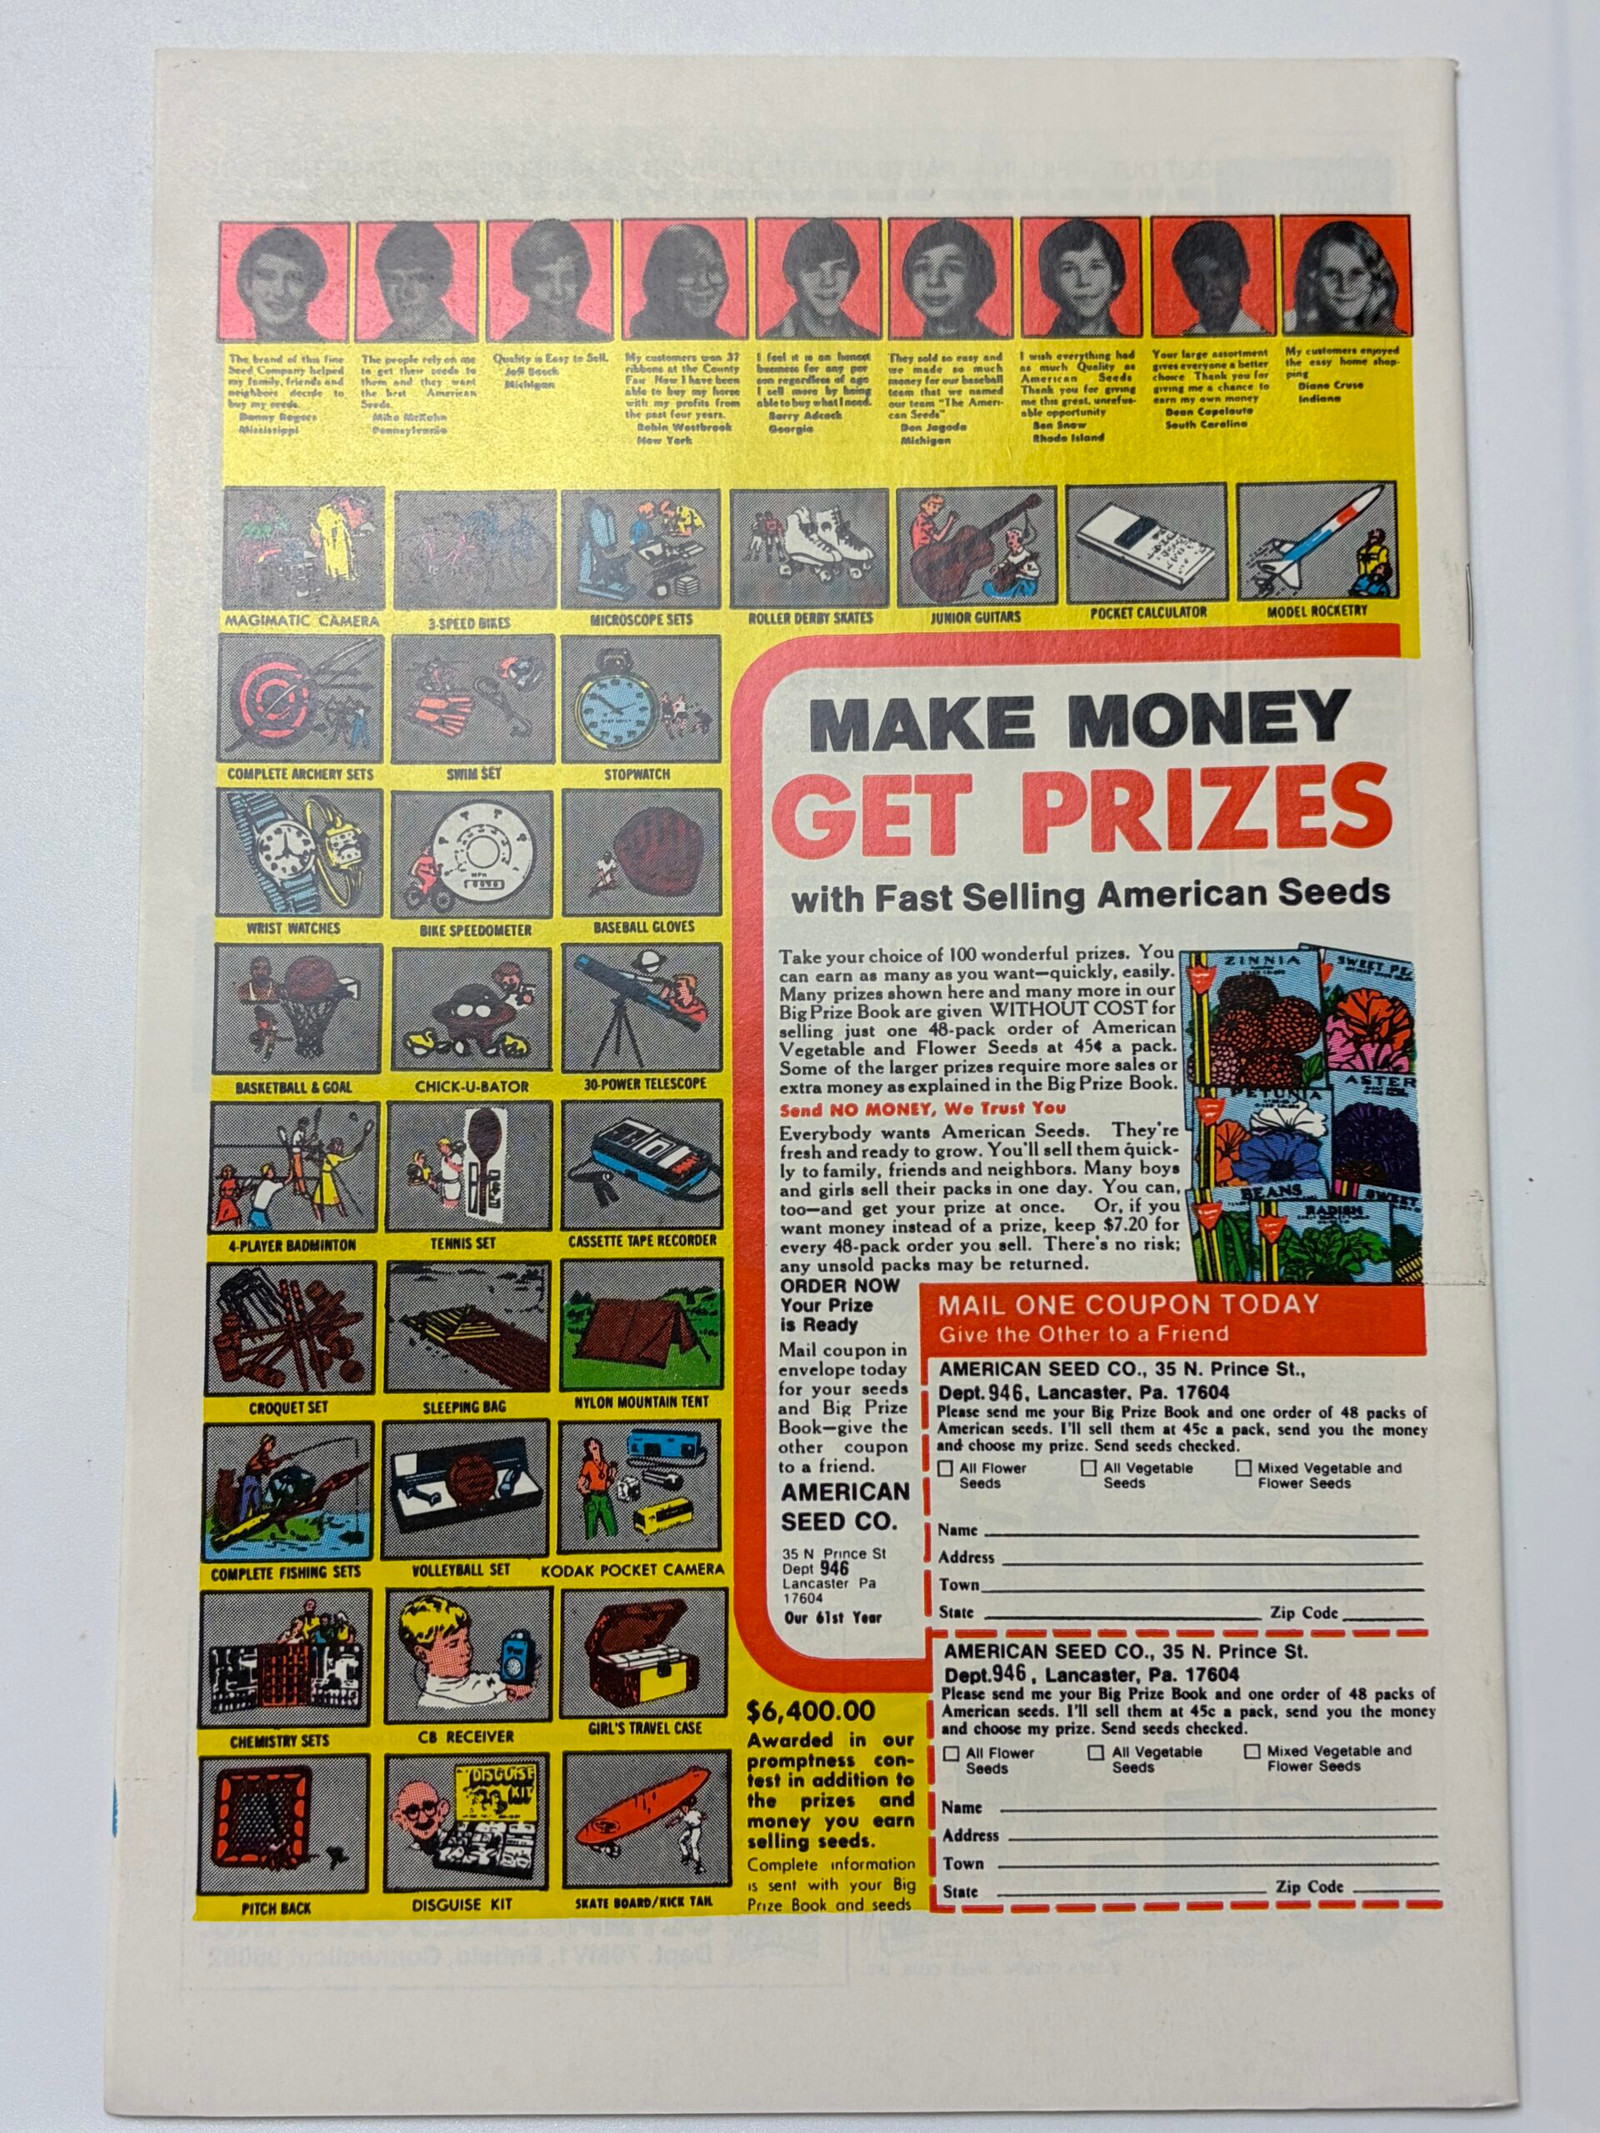 The brand of this fine
Seed Company helped
my family, friends and
neighbors decide to
buy my seeds.
Danny Rogers
Mississippi
The people rely on me
to get their seeds to
them and they want
the best American
Seeds.
Mike McKuhn
Pennsylvania
Quality is Easy to Sell.
Jeff Bosch
Michigan
My customers won 37
ribbons at the County
Fair. Now I have been
able to buy my horse
with my profits from
the past four years.
Robin Westbrook
New York
I feel it is an honest
business for any per
son regardless of age
I sell more by being
able to buy what I need.
Barry Adcock
Georgia
They sold so easy and
we made so much
money for our baseball
team that we named
our team "The Ameri-
can Seeds"
Don Jagoda
Michigan
I wish everything had
as much Quality as
American Seeds
Thank you for giving
me this great, unrefus-
able opportunity
Ben Snow
Rhode Island
Your large assortment
gives everyone a better
choice Thank you for
giving me a chance to
earn my own money
Dean Capelouto
South Carolina
My customers enjoyed
the easy home shop-
ping
Diane Cruse
Indiana
MAGIMATIC CAMERA
3-SPEED BIKES
MICROSCOPE SETS
ROLLER DERBY SKATES
JUNIOR GUITARS
POCKET CALCULATOR
MODEL ROCKETRY
COMPLETE ARCHERY SETS
SWIM SET
STOPWATCH
WRIST WATCHES
MPH
BIKE SPEEDOMETER
BASEBALL GLOVES
BASKETBALL & GOAL
CHICK-U-BATOR
30-POWER TELESCOPE
4-PLAYER BADMINTON
TENNIS SET
CASSETTE TAPE RECORDER
CROQUET SET
SLEEPING BAG
NYLON MOUNTAIN TENT
COMPLETE FISHING SETS
VOLLEYBALL SET
KODAK POCKET CAMERA
CHEMISTRY SETS
CB RECEIVER
GIRL'S TRAVEL CASE
PITCH BACK
DISGUISE
KIT
DISGUISE KIT
SKATE BOARD/KICK TAIL
MAKE MONEY
GET PRIZES
with Fast Selling American Seeds
Take your choice of 100 wonderful prizes. You
can earn as many as you want—quickly, easily.
Many prizes shown here and many more in our
Big Prize Book are given WITHOUT COST for
selling just one 48-pack order of American
Vegetable and Flower Seeds at 45¢ a pack.
Some of the larger prizes require more sales or
extra money as explained in the Big Prize Book.
Send NO MONEY, We Trust You
Everybody wants American Seeds. They're
fresh and ready to grow. You'll sell them quick-
ly to family, friends and neighbors. Many boys
and girls sell their packs in one day. You can,
too—and get your prize at once. Or, if you
want money instead of a prize, keep $7.20 for
every 48-pack order you sell. There's no risk;
any unsold packs may be returned.
ZINNIA
SWEET PE
ASTER
PETUNIA
BEANS
RADISH
SWEET
ORDER NOW
Your Prize
is Ready
Mail coupon in
envelope today
for your seeds
and Big Prize
Book—give the
other coupon
to a friend.
AMERICAN
SEED CO.
35 N Prince St
Dept 946
Lancaster Pa
17604
Our 61st Year
$6,400.00
Awarded in our
promptness con-
test in addition to
the prizes and
money you earn
selling seeds.
Complete information
is sent with your Big
Prize Book and seeds
MAIL ONE COUPON TODAY
Give the Other to a Friend
AMERICAN SEED CO., 35 N. Prince St.,
Dept. 946, Lancaster, Pa. 17604
Please send me your Big Prize Book and one order of 48 packs of
American seeds. I'll sell them at 45c a pack, send you the money
and choose my prize. Send seeds checked.
All Flower
Seeds
All Vegetable
Seeds
Mixed Vegetable and
Flower Seeds
Name
Address
Town
State Zip Code
AMERICAN SEED CO., 35 N. Prince St.
Dept.946, Lancaster, Pa. 17604
Please send me your Big Prize Book and one order of 48 packs of
American seeds. I'll sell them at 45c a pack, send you the money
and choose my prize. Send seeds checked.
All Flower
Seeds
All Vegetable
Seeds
Mixed Vegetable and
Flower Seeds
Name
Address
Town
State Zip Code